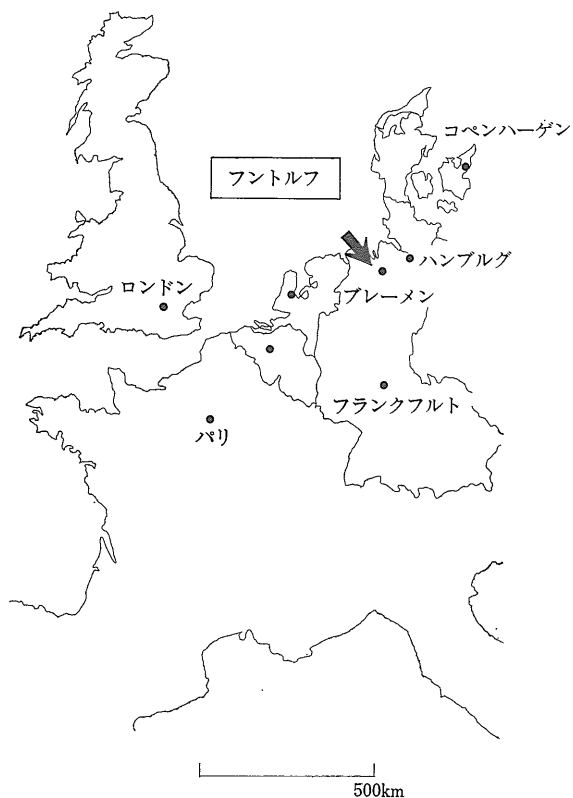 コペンハーゲン
フントルフ
ハンブルグ
ロンドン
ブレーメン
フランクフルト
パリ
500km